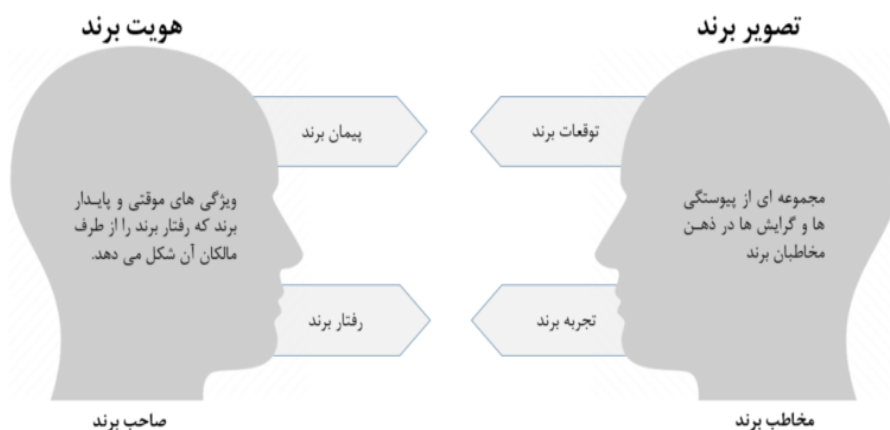 تصویر برند
هویت برند
توقعات برند
پیمان برند
مجموعه ای از پیوستگی
ها و گرایش ها در ذهن
مخاطبان برند
ویژگی های موقتی و پایدار
برند که رفتار برند را از طرف
مالکان آن شکل می دهد.
تجربه برند
رفتار برند
مخاطب برند
صاحب برند